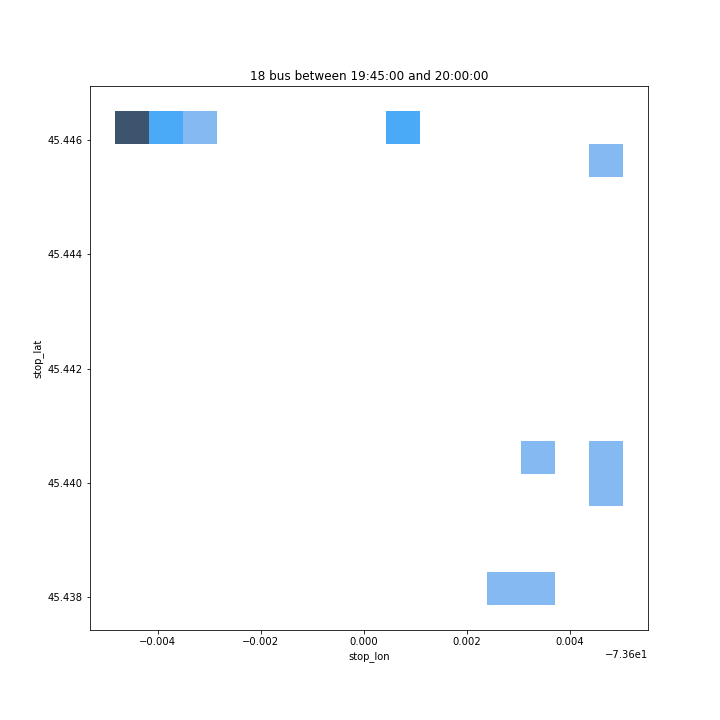 18 bus between 19:45:00 and 20:00:00
45.446
45.444
45.442
45.440
45.438
stop_lat
−0.004 −0.002 0.000 0.002 0.004
stop_lon
−7.36e1